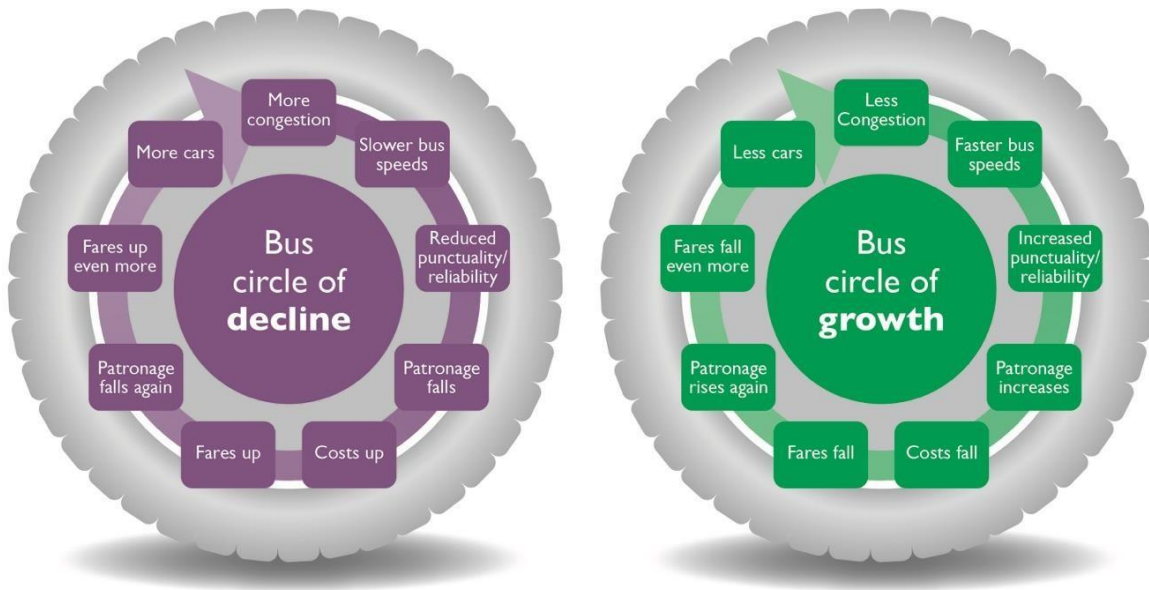 Bus
circle of
decline
More
congestion
Slower bus
speeds
Reduced
punctuality/
reliability
Patronage
falls
Costs up
Fares up
Patronage
falls again
Fares up
even more
More cars
Bus
circle of
growth
Less
Congestion
Faster bus
speeds
Increased
punctuality/
reliability
Patronage
increases
Costs fall
Fares fall
Patronage
rises again
Fares fall
even more
Less cars